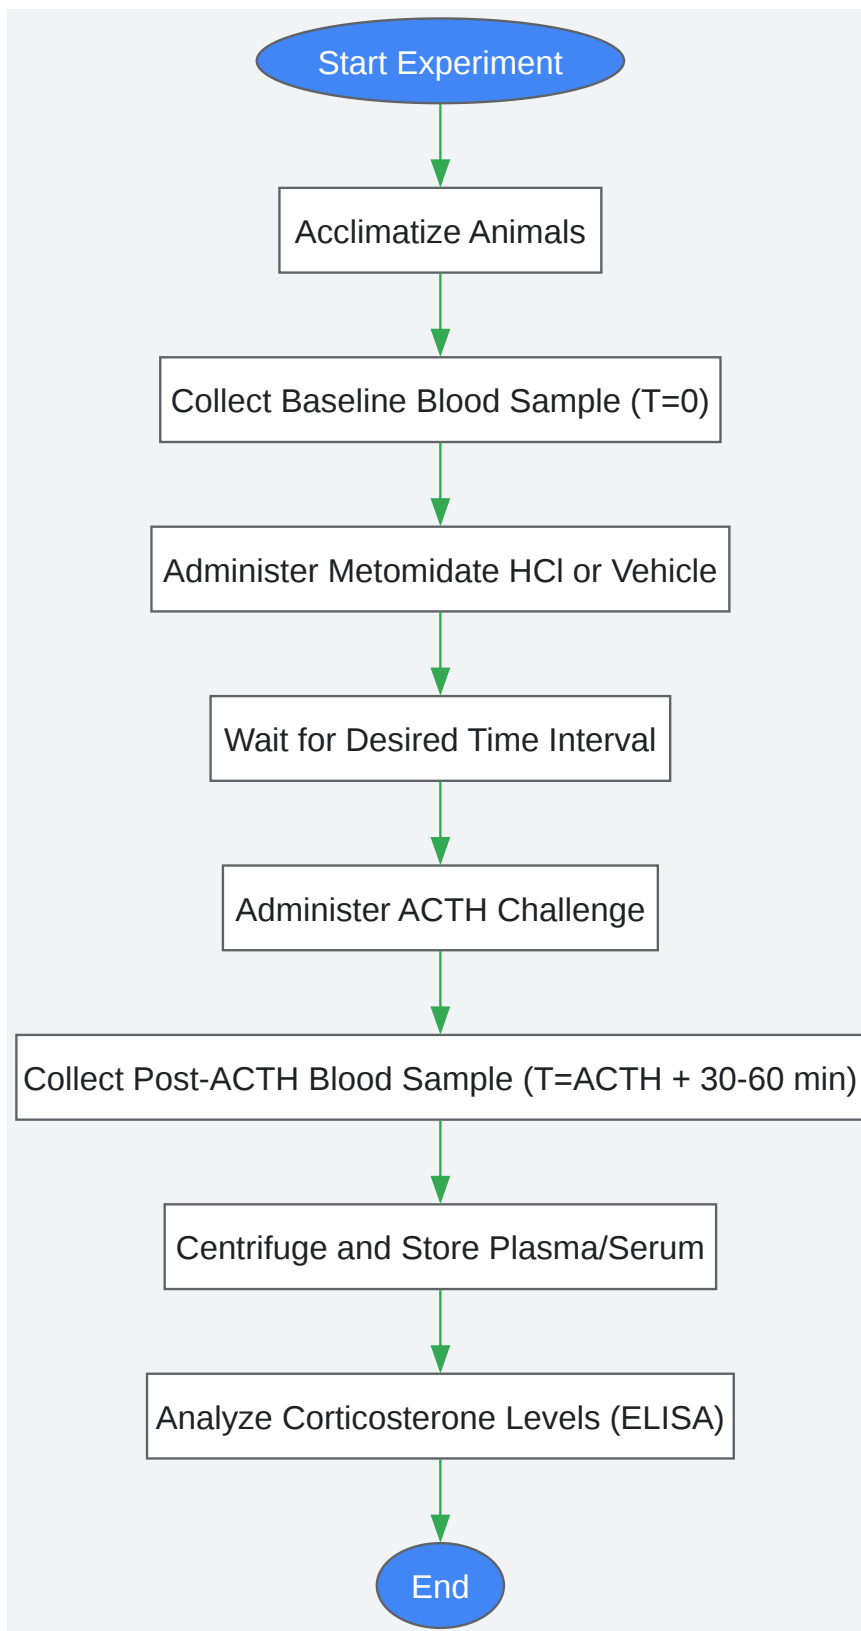 Start Experiment
Acclimatize Animals
Collect Baseline Blood Sample (T=0)
Administer Metomidate HCl or Vehicle
Wait for Desired Time Interval
Administer ACTH Challenge
Collect Post-ACTH Blood Sample (T=ACTH + 30-60 min)
Centrifuge and Store Plasma/Serum
Analyze Corticosterone Levels (ELISA)
End